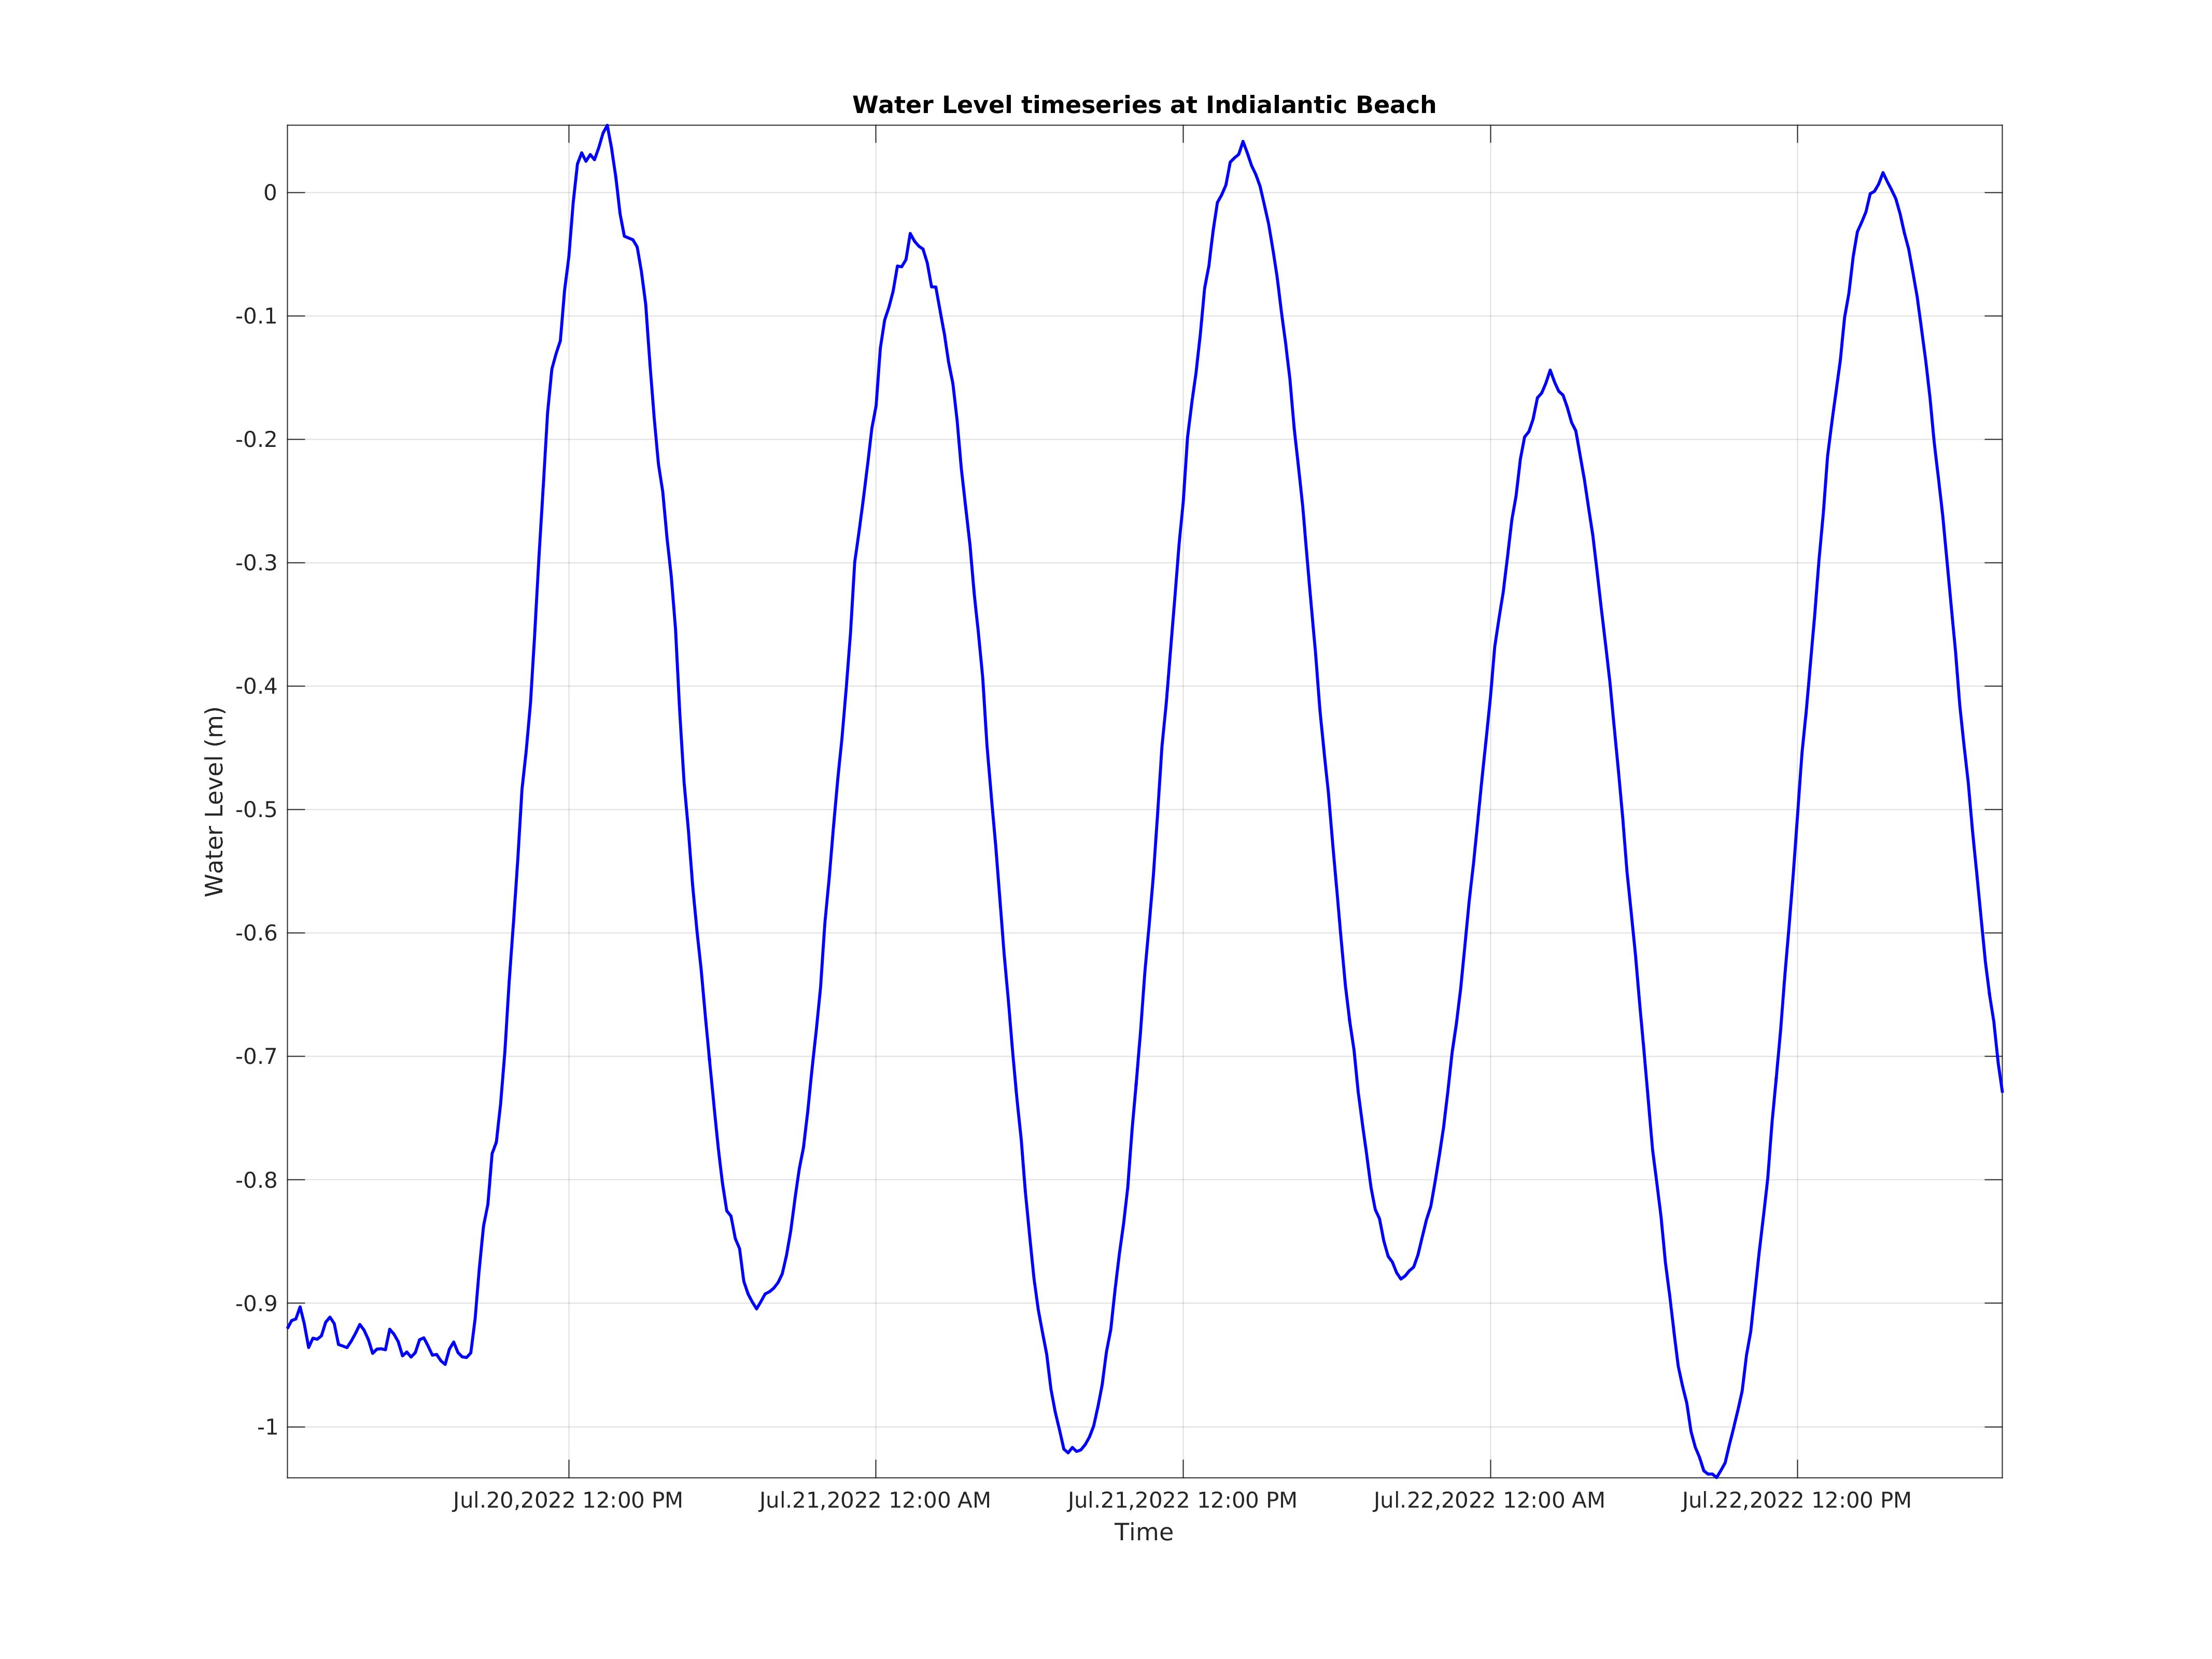 Water Level timeseries at Indialantic Beach
0
-0.1
-0.2
-0.3
-0.4
-0.5
-0.6
-0.7
-0.8
-0.9
-1
Water Level (m)
Jul.20,2022 12:00 PM Jul.21,2022 12:00 AM Jul.21,2022 12:00 PM Jul.22,2022 12:00 AM Jul.22,2022 12:00 PM
Time